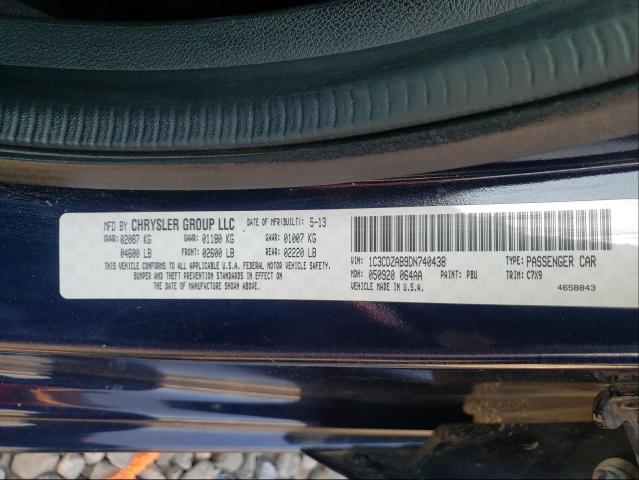 MFD BY CHRYSLER GROUP LLC DATE OF MFR(BUILT): 5-13
GVWR: 02087 KG GAWR: 01180 KG GAWR: 01007 KG
04600 LB FRONT: 02600 LB REAR: 02220 LB
THIS VEHICLE CONFORMS TO ALL APPLICABLE U.S.A. FEDERAL MOTOR VEHICLE SAFETY,
BUMPER AND THEFT PREVENTION STANDARDS IN EFFECT ON
THE DATE OF MANUFACTURE SHOWN ABOVE.
VIN: 1C3CDZAB9DN740438 TYPE: PASSENGER CAR
MDH: 050920 064AA PAINT: PBU TRIM: C7X9
VEHICLE MADE IN U.S.A. 4658843